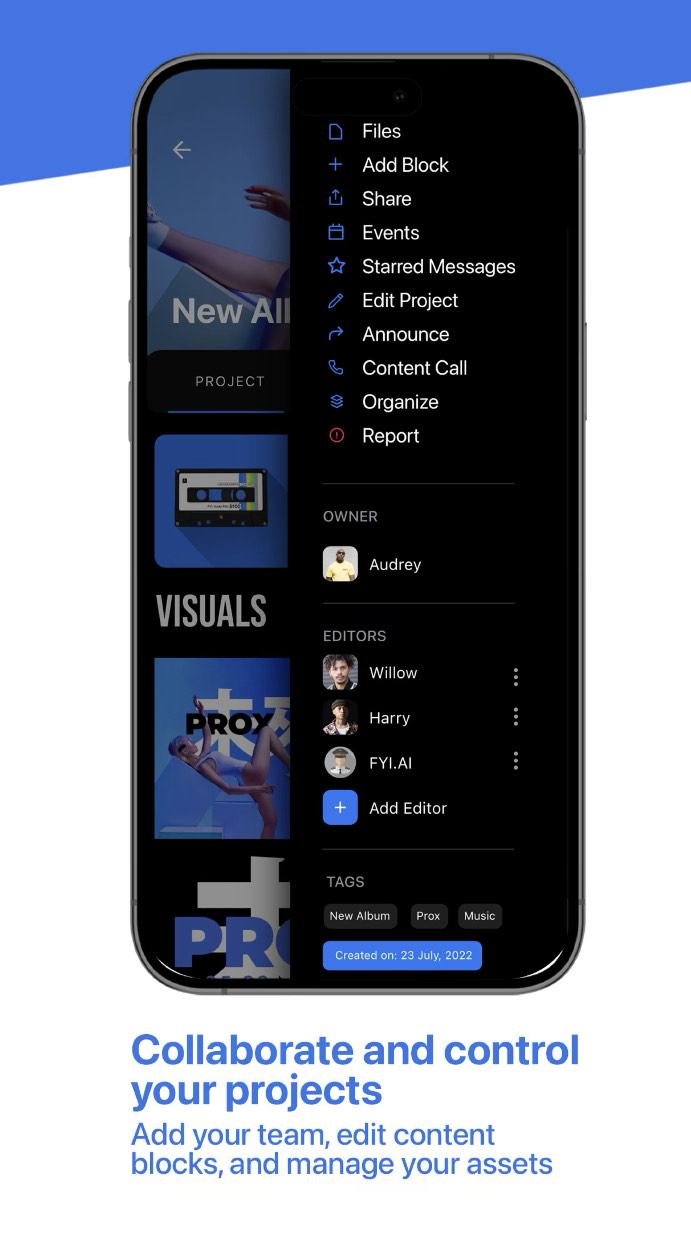 Files
Add Block
Share
Events
Starred Messages
Edit Project
Announce
Content Call
Organize
Report
New All
PROJECT
OWNER
Audrey
VISUALS
EDITORS
Willow
Harry
FYI.AI
Add Editor
PROX
TAGS
New Album Prox Music
PRO
Created on: 23 July, 2022
Collaborate and control
your projects
Add your team, edit content
blocks, and manage your assets